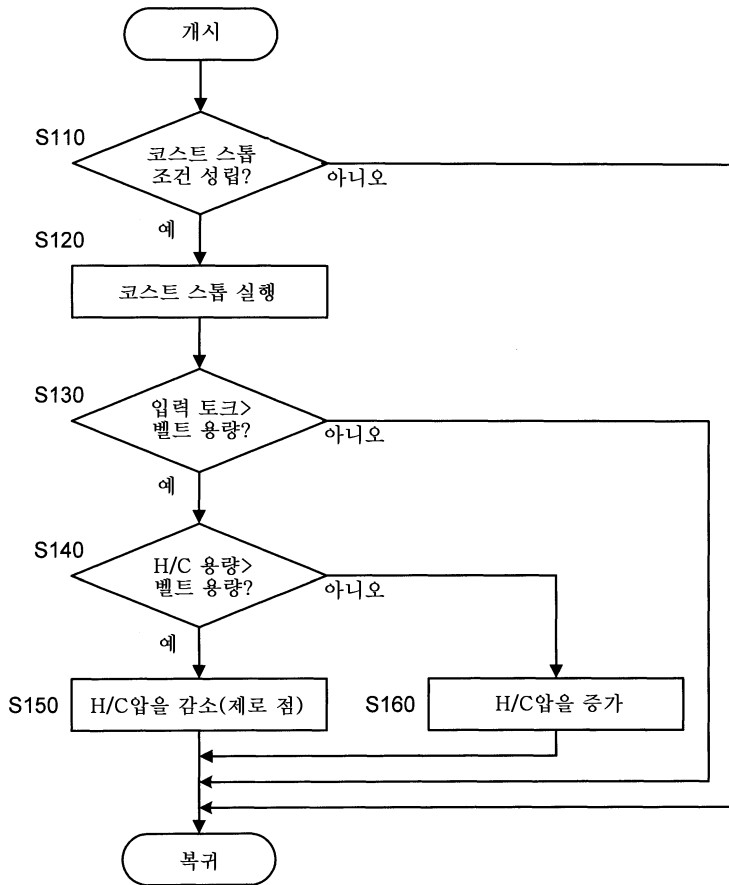 개시
S110
코스트 스톱
조건 성립?
아니오
예
S120
코스트 스톱 실행
S130
입력 토크>
벨트 용량?
아니오
예
S140
H/C 용량>
벨트 용량?
아니오
예
S150
H/C압을 감소(제로 점)
S160
H/C압을 증가
복귀